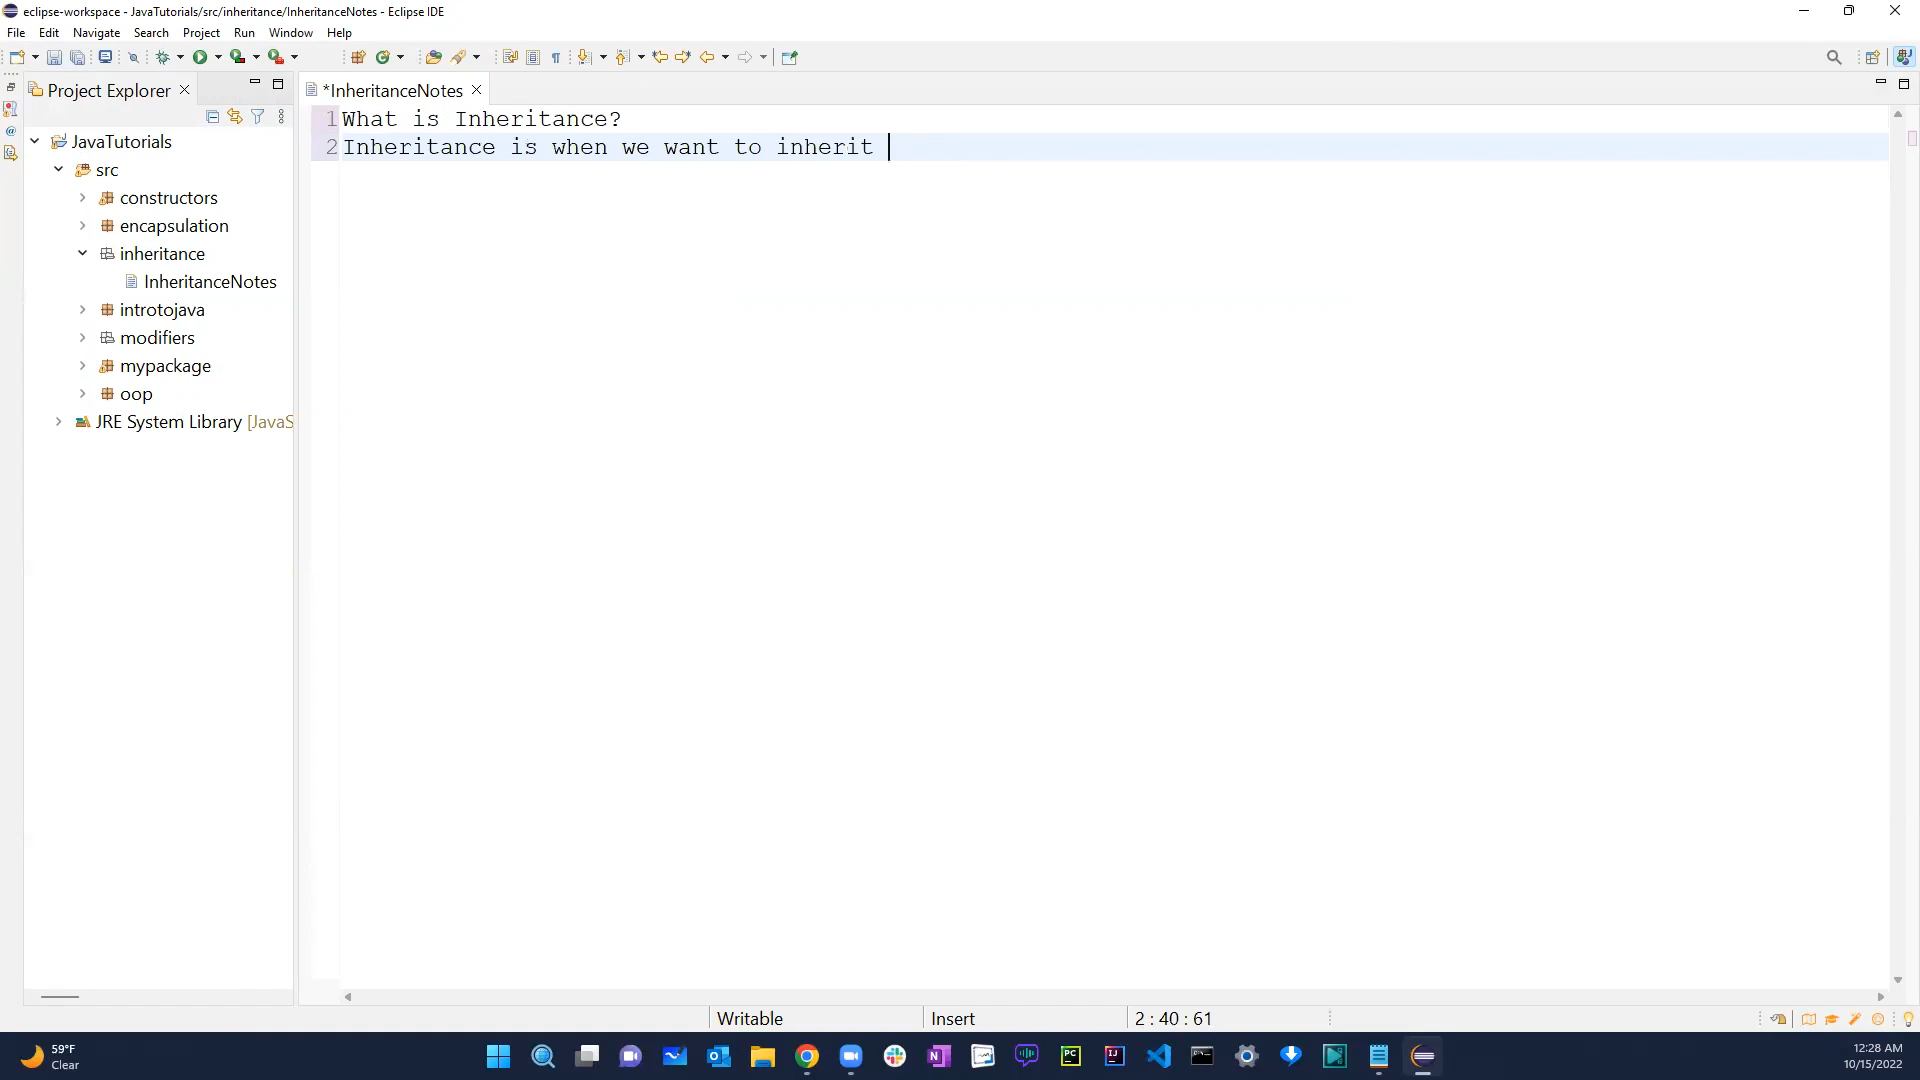 eclipse-workspace - JavaTutorials/src/inheritance/InheritanceNotes - Eclipse IDE
File Edit Navigate Search Project Run Window Help
Project Explorer
*InheritanceNotes
1 What is Inheritance?
2 Inheritance is when we want to inherit
JavaTutorials
src
constructors
encapsulation
inheritance
InheritanceNotes
introtojava
modifiers
mypackage
oop
JRE System Library [JavaS
Writable Insert 2 : 40 : 61
59°F
Clear
12:28 AM
10/15/2022